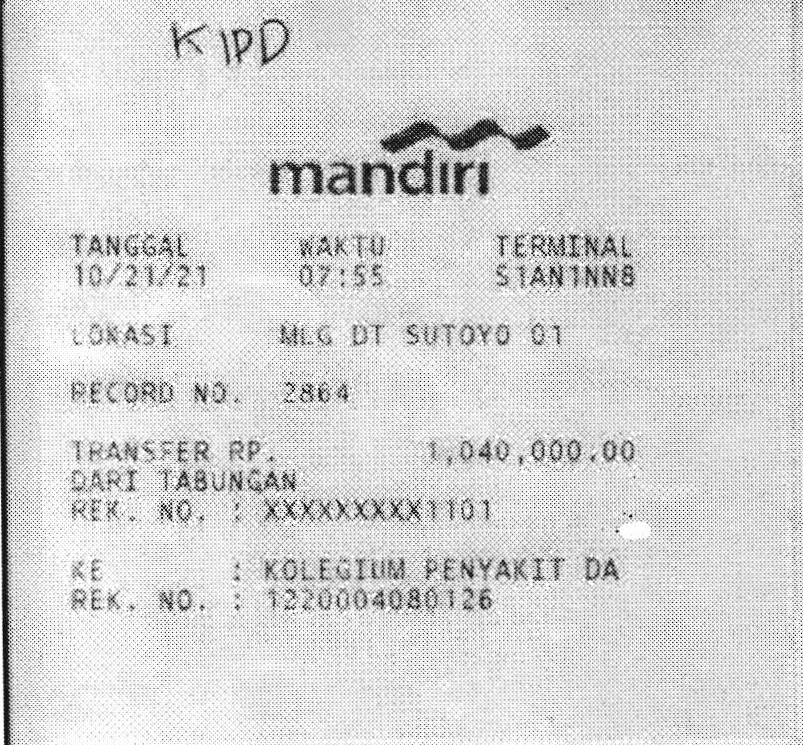 KIPD
mandiri
TANGGAL WAKTU TERMINAL
10/21/21 07:55 S1AN1NN8
LOKASI MLG DT SUTOYO 01
RECORD NO. 2864
TRANSFER RP. 1,040,000.00
DARI TABUNGAN
REK. NO. : XXXXXXXXX1101
KE : KOLEGIUM PENYAKIT DA
REK. NO. : 1220004080126